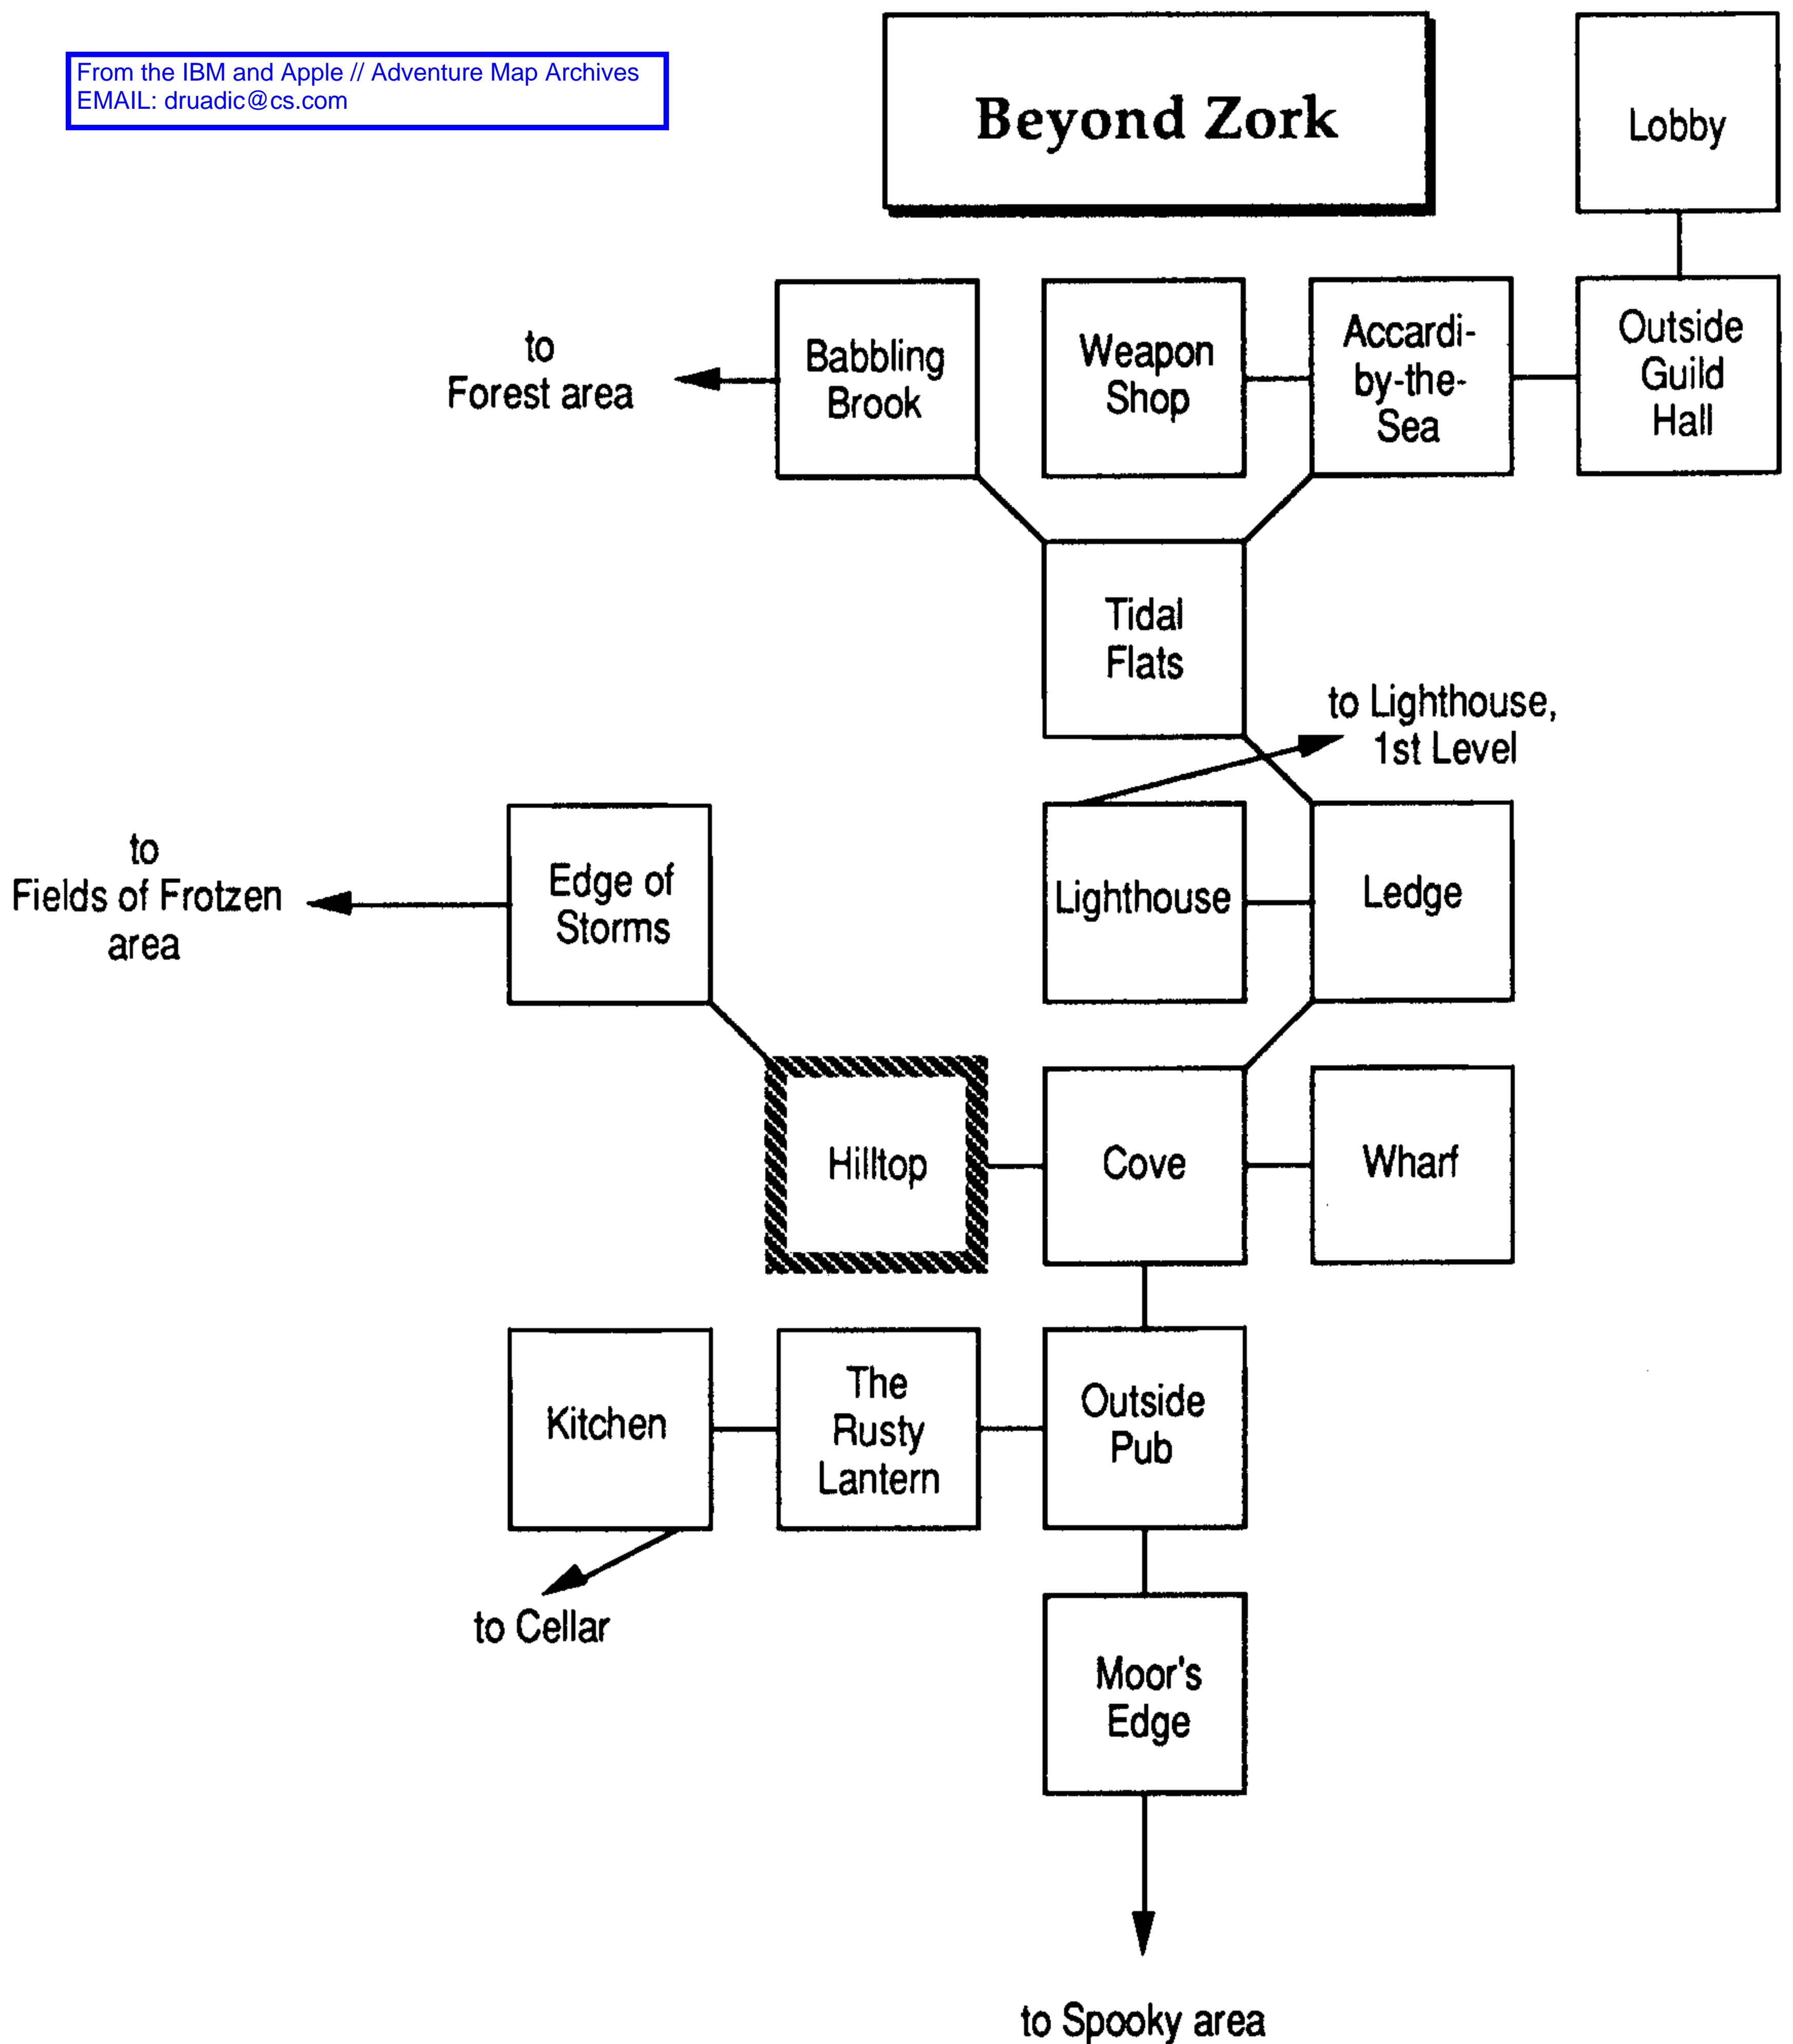 From the IBM and Apple // Adventure Map Archives
EMAIL: druadic@cs.com
Beyond Zork
Lobby
to
Forest area
Babbling
Brook
Weapon
Shop
Accardi-
by-the-
Sea
Outside
Guild
Hall
Tidal
Flats
to Lighthouse,
1st Level
to
Fields of Frotzen
area
Edge of
Storms
Lighthouse
Ledge
Hilltop
Cove
Wharf
Kitchen
The
Rusty
Lantern
Outside
Pub
to Cellar
Moor's
Edge
to Spooky area